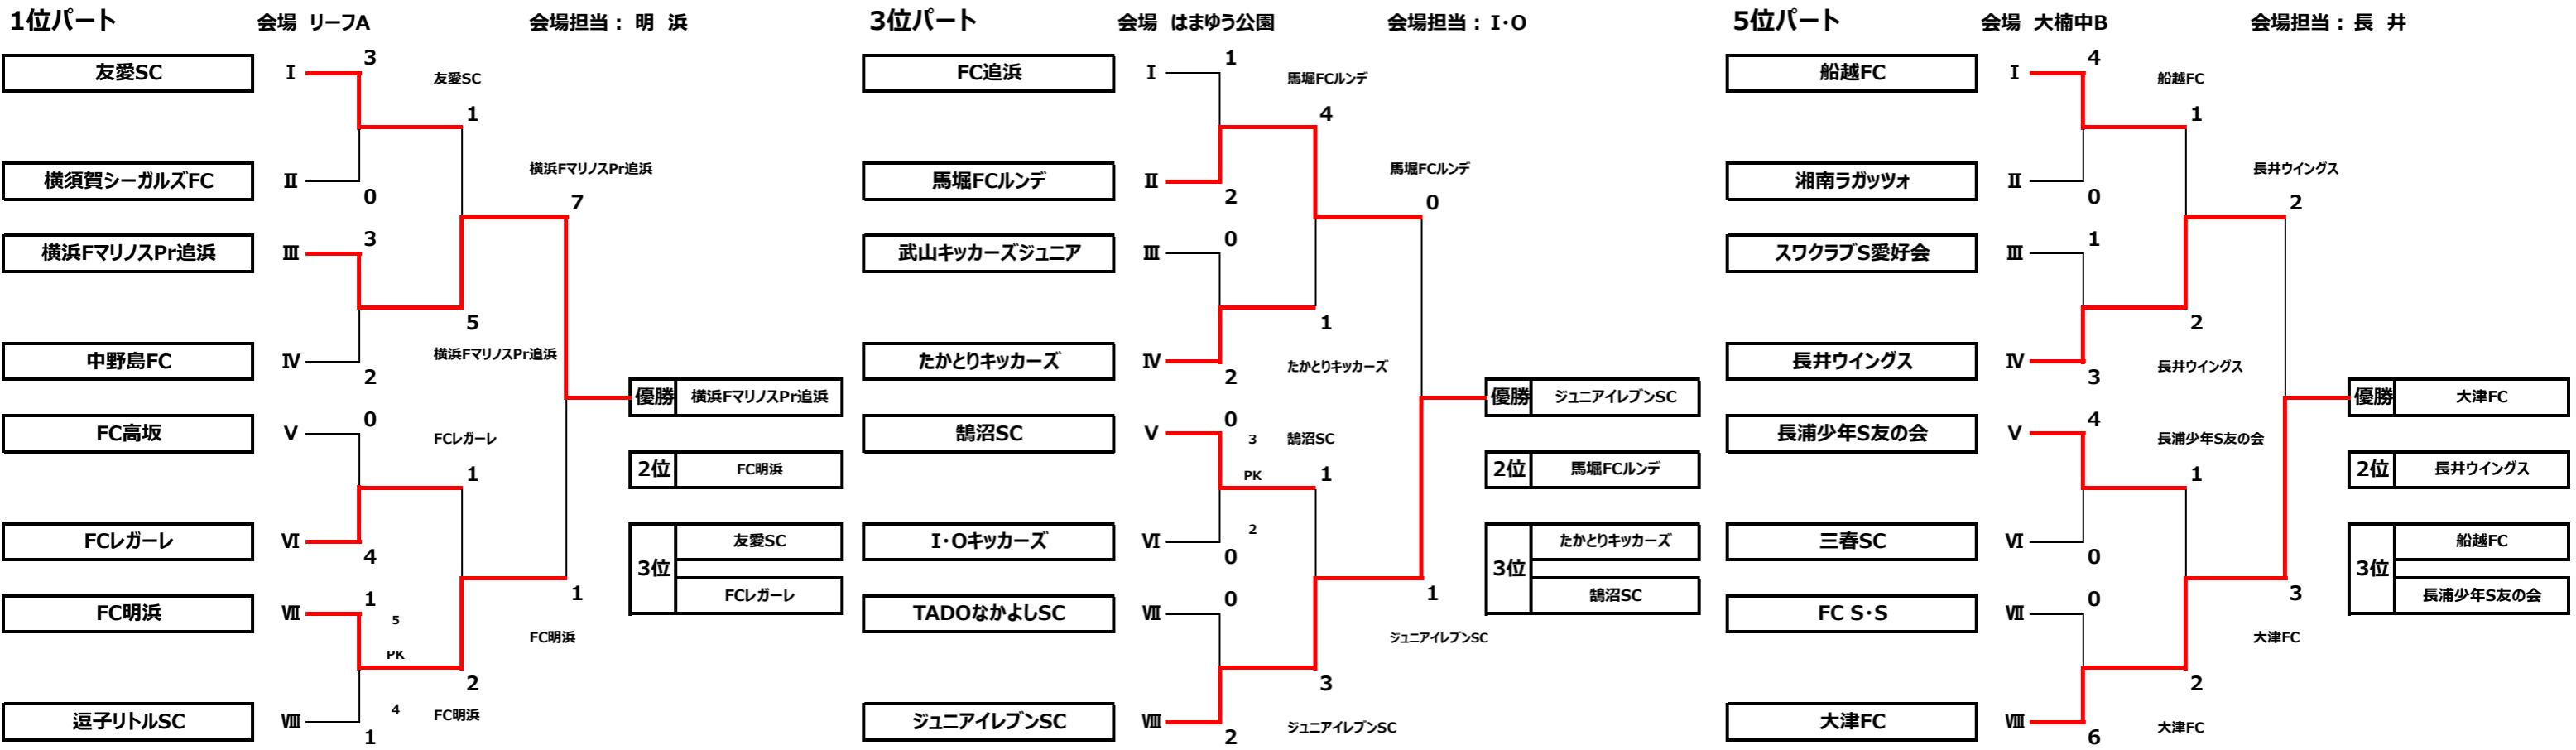 1位パート 会場 リーフA 会場担当：明 浜
友愛SC Ⅰ 3
友愛SC
1
横浜FマリノスPr追浜
横須賀シーガルズFC Ⅱ 0
7
横浜FマリノスPr追浜 Ⅲ 3
5
横浜FマリノスPr追浜
中野島FC Ⅳ 2
優勝 横浜FマリノスPr追浜
FC高坂 Ⅴ 0
FCレガーレ
1
2位 FC明浜
FCレガーレ Ⅵ 4
3位 友愛SC
FCレガーレ
FC明浜 Ⅶ 1
5
1
FC明浜
PK
2
4
FC明浜
逗子リトルSC Ⅷ 1
3位パート 会場 はまゆう公園 会場担当：I・O
FC追浜 Ⅰ 1
馬堀FCルンデ
4
馬堀FCルンデ
馬堀FCルンデ Ⅱ 2
0
武山キッカーズジュニア Ⅲ 0
1
たかとりキッカーズ Ⅳ 2
たかとりキッカーズ
優勝 ジュニアイレブンSC
鵠沼SC Ⅴ 0
3 鵠沼SC
PK 1
2位 馬堀FCルンデ
2
I・Oキッカーズ Ⅵ 0
3位 たかとりキッカーズ
鵠沼SC
TADOなかよしSC Ⅶ 0
1
ジュニアイレブンSC
3
ジュニアイレブンSC Ⅷ 2
ジュニアイレブンSC
5位パート 会場 大楠中B 会場担当：長 井
船越FC Ⅰ 4
船越FC
1
長井ウイングス
湘南ラガッツォ Ⅱ 0
2
スワクラブS愛好会 Ⅲ 1
2
長井ウイングス Ⅳ 3
長井ウイングス
優勝 大津FC
長浦少年S友の会 Ⅴ 4
長浦少年S友の会
1
2位 長井ウイングス
三春SC Ⅵ 0
3位 船越FC
長浦少年S友の会
FC S・S Ⅶ 0
3
大津FC
2
大津FC Ⅷ 6
大津FC